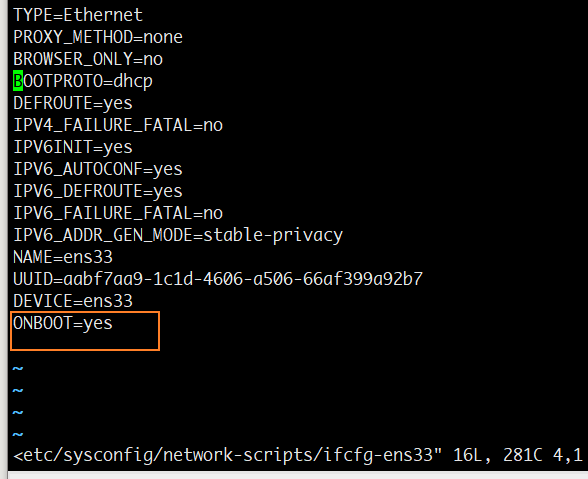 TYPE=Ethernet
PROXY_METHOD=none
BROWSER_ONLY=no
BOOTPROTO=dhcp
DEFROUTE=yes
IPV4_FAILURE_FATAL=no
IPV6INIT=yes
IPV6_AUTOCONF=yes
IPV6_DEFROUTE=yes
IPV6_FAILURE_FATAL=no
IPV6_ADDR_GEN_MODE=stable-privacy
NAME=ens33
UUID=aabf7aa9-1c1d-4606-a506-66af399a92b7
DEVICE=ens33
ONBOOT=yes
~
~
~
~
<etc/sysconfig/network-scripts/ifcfg-ens33" 16L, 281C 4,1